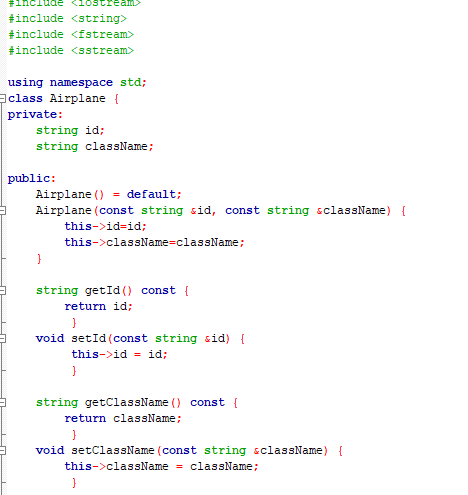 #include <iostream>
#include <string>
#include <fstream>
#include <sstream>
using namespace std;
class Airplane {
private:
string id;
string className;
public:
Airplane() = default;
Airplane(const string &id, const string &className) {
this->id=id;
this->className=className;
}
string getId() const {
return id;
}
void setId(const string &id) {
this->id = id;
}
string getClassName() const {
return className;
}
void setClassName(const string &className) {
this->className = className;
}